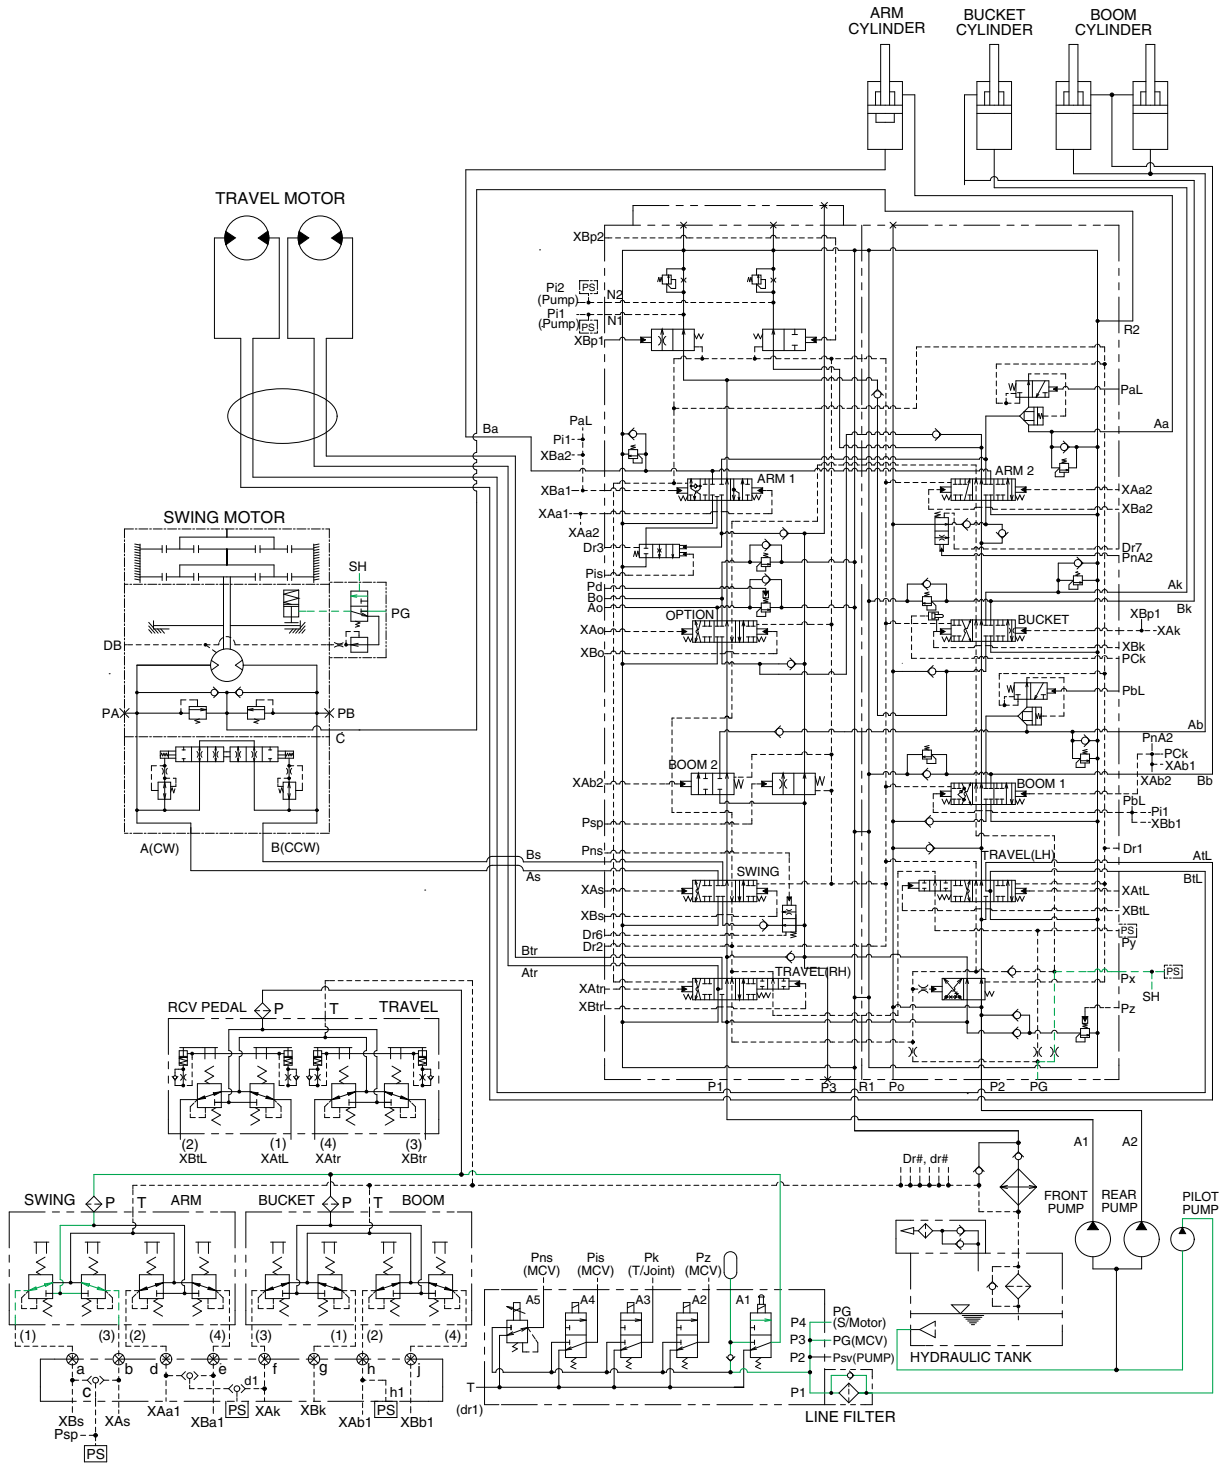 ARM
CYLINDER
BUCKET
CYLINDER
BOOM
CYLINDER
TRAVEL MOTOR
XBp2
Pi2
(Pump)
PS
N2
Pi1
(Pump)
PS
N1
XBp1
R2
PaL
Aa
Ba
PaL
Pi1
XBa2
XBa1
ARM 1
ARM 2
XAa2
XBa2
XAa1
XAa2
Dr3
Dr7
PnA2
Pis
Pd
Bo
Ao
Ak
Bk
OPTION
XAo
XBo
BUCKET
XBp1
XAk
XBk
PCk
PbL
Ab
PnA2
PCk
XAb1
XAb2
Bb
SWING MOTOR
SH
PG
DB
PA
PB
C
A(CW)
B(CCW)
BOOM 2
XAb2
BOOM 1
PbL
Pi1
XBb1
Psp
Pns
Dr1
Bs
As
SWING
TRAVEL(LH)
AtL
BtL
XAs
XBs
Dr6
Dr2
XAtL
XBtL
PS
Py
Btr
Atr
TRAVEL(RH)
XAtr
XBtr
Px
PS
SH
Pz
P1
P3
R1
Po
P2
PG
RCV PEDAL
P
T
TRAVEL
(2)
XBtL
(1)
XAtL
(4)
XAtr
(3)
XBtr
A1
A2
Dr#, dr#
FRONT
PUMP
REAR
PUMP
PILOT
PUMP
SWING
P
T
ARM
BUCKET
P
T
BOOM
(1)
(3)
(2)
(4)
(3)
(1)
(2)
(4)
a
b
d
e
f
g
h
j
c
d1
h1
PS
PS
XBs
XAs
XAa1
XBa1
XAk
XBk
XAb1
XBb1
Psp
PS
Pns
(MCV)
Pis
(MCV)
Pk
(T/Joint)
Pz
(MCV)
A5
A4
A3
A2
A1
T
(dr1)
PG
P4
(S/Motor)
P3
PG(MCV)
P2
Psv(PUMP)
P1
LINE FILTER
HYDRAULIC TANK